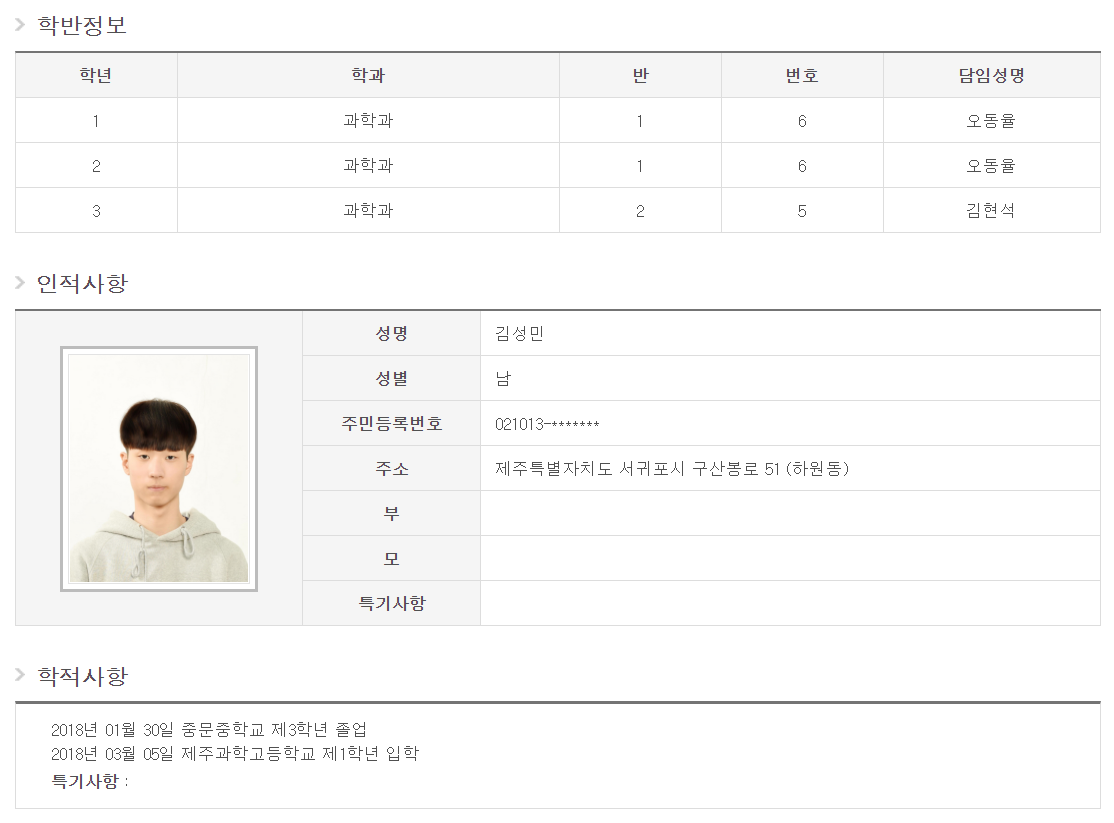 학반정보
학년 학과 반 번호 담임성명
1 과학과 1 6 오동율
2 과학과 1 6 오동율
3 과학과 2 5 김현석
인적사항
성명 김성민
성별 남
주민등록번호 021013-*******
주소 제주특별자치도 서귀포시 구산봉로 51 (하원동)
부
모
특기사항
학적사항
2018년 01월 30일 중문중학교 제3학년 졸업
2018년 03월 05일 제주과학고등학교 제1학년 입학
특기사항 :